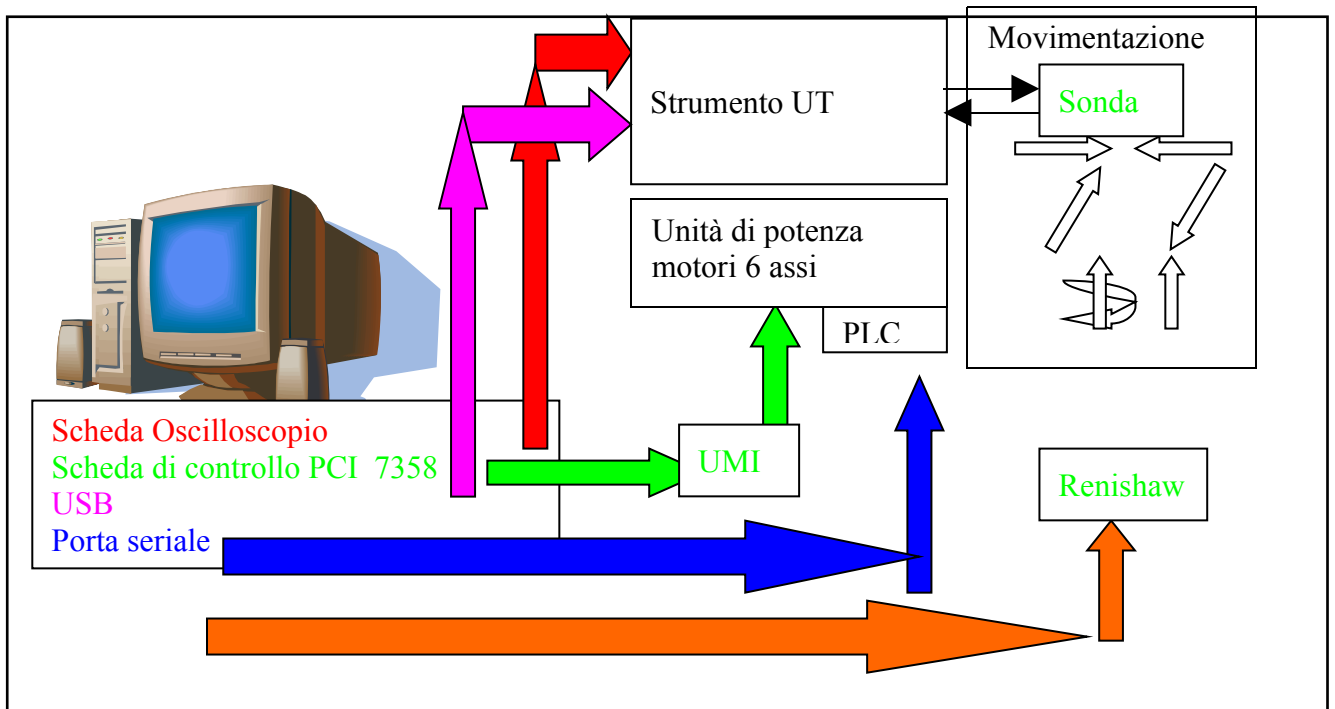 Movimentazione
Strumento UT
Sonda
Unità di potenza
motori 6 assi
PLC
Scheda Oscilloscopio
Scheda di controllo PCI 7358
USB
Porta seriale
UMI
Renishaw